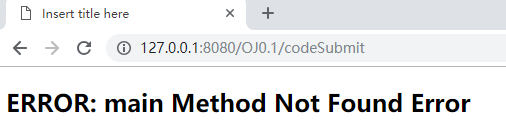 Insert title here
127.0.0.1:8080/OJ0.1/codeSubmit
ERROR: main Method Not Found Error